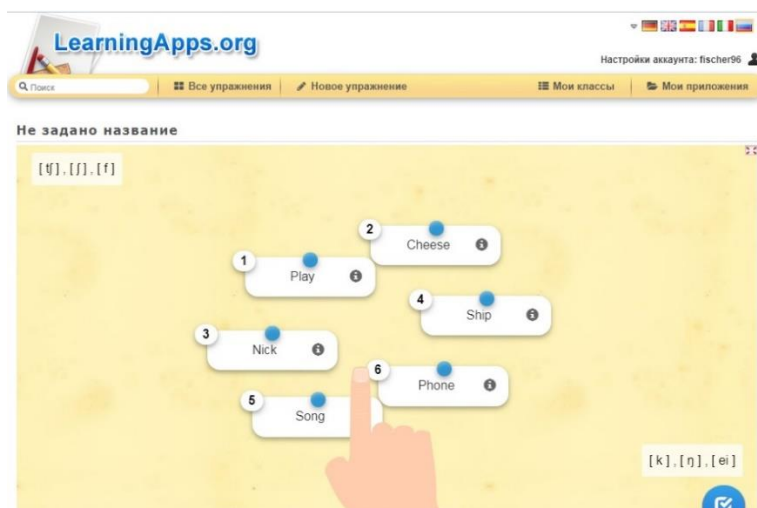 LearningApps.org
Настройки аккаунта: fischer96
Поиск
Все упражнения
Новое упражнение
Мои классы
Мои приложения
Не задано название
[ʧ],[ʃ],[f]
2
Cheese
1
Play
4
Ship
3
Nick
6
Phone
5
Song
[k],[ŋ],[ei]